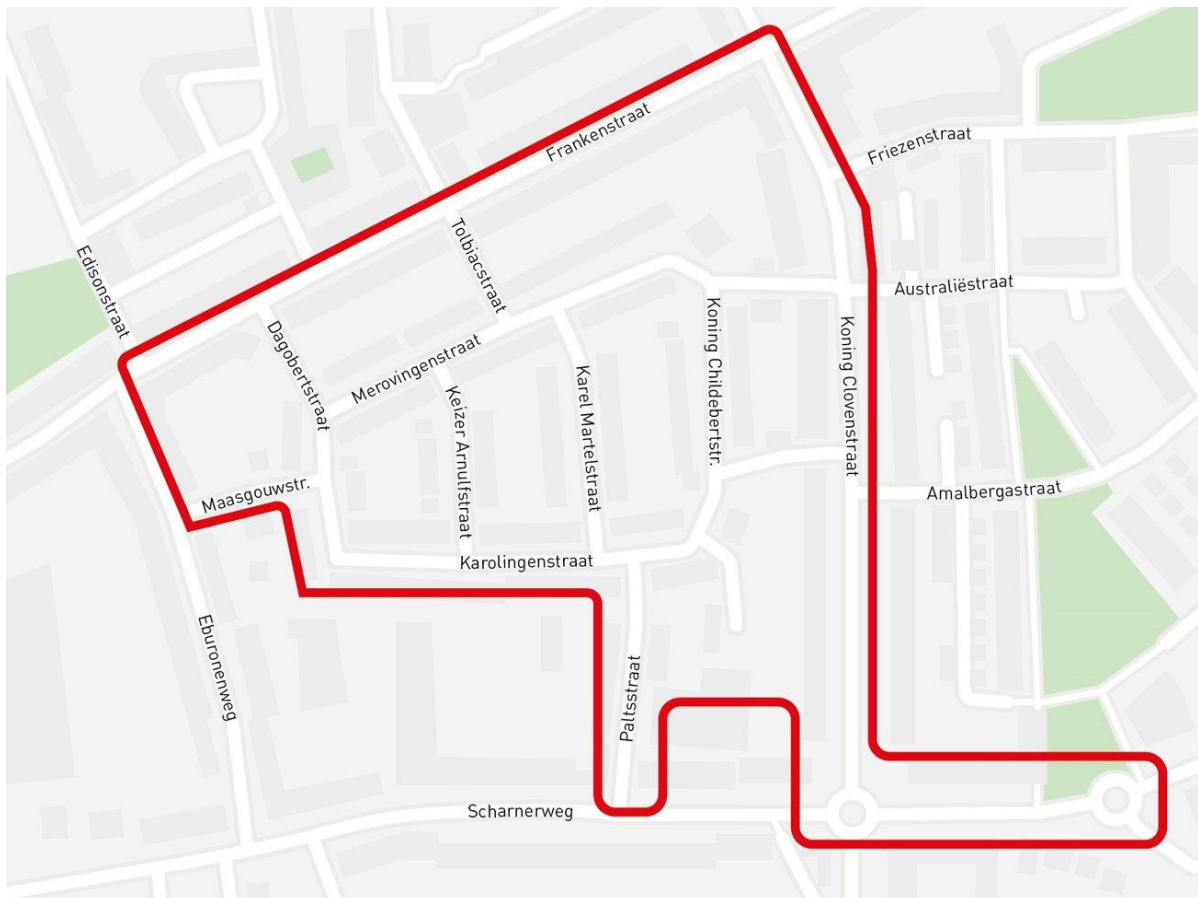 Frankenstraat
Friezenstraat
Edisonstraat
Tolbiacstraat
Australiëstraat
Dagobertstraat
Merovingenstraat
Koning Childebertstr.
Koning Clovenstraat
Keizer Arnulfstraat
Karel Martelstraat
Maasgouwstr.
Amalbergastraat
Karolingenstraat
Eburonenweg
Paltsstraat
Scharnerweg